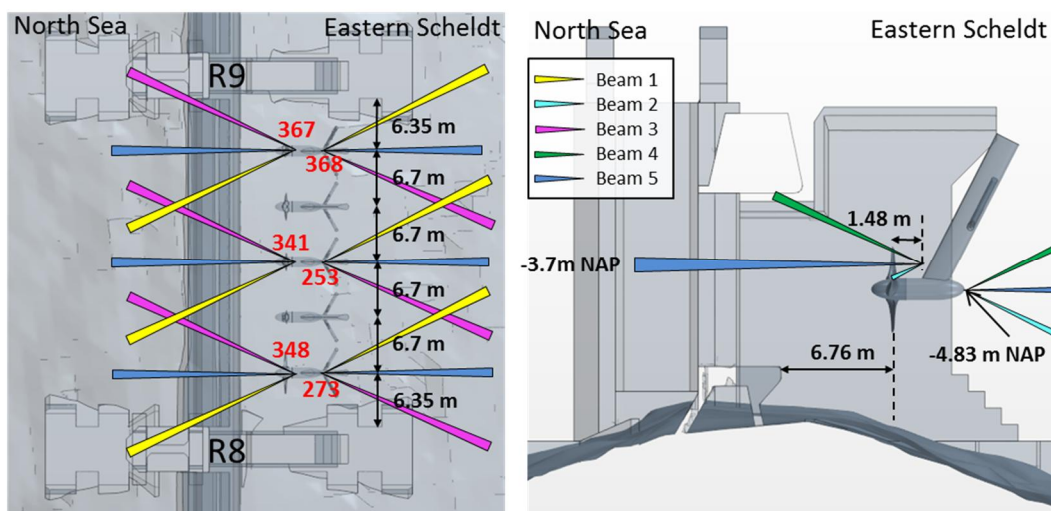 North Sea
Eastern Scheldt
R9
367
6.35 m
368
6.7 m
6.7 m
341
253
6.7 m
348
6.7 m
273
6.35 m
R8
North Sea
Eastern Scheldt
Beam 1
Beam 2
Beam 3
Beam 4
Beam 5
1.48 m
-3.7m NAP
6.76 m
-4.83 m NAP